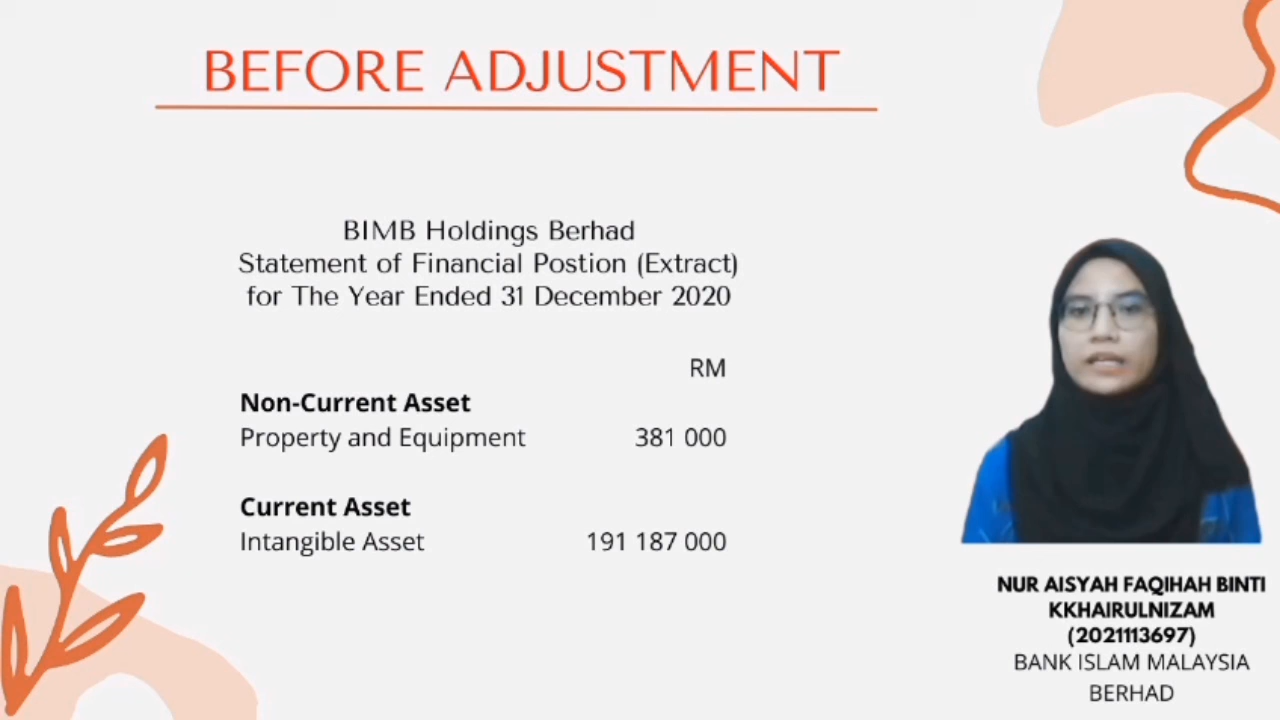 BEFORE ADJUSTMENT
BIMB Holdings Berhad
Statement of Financial Postion (Extract)
for The Year Ended 31 December 2020
RM
Non-Current Asset
Property and Equipment 381 000
Current Asset
Intangible Asset 191 187 000
NUR AISYAH FAQIHAH BINTI
KKHAIRULNIZAM
(2021113697)
BANK ISLAM MALAYSIA
BERHAD